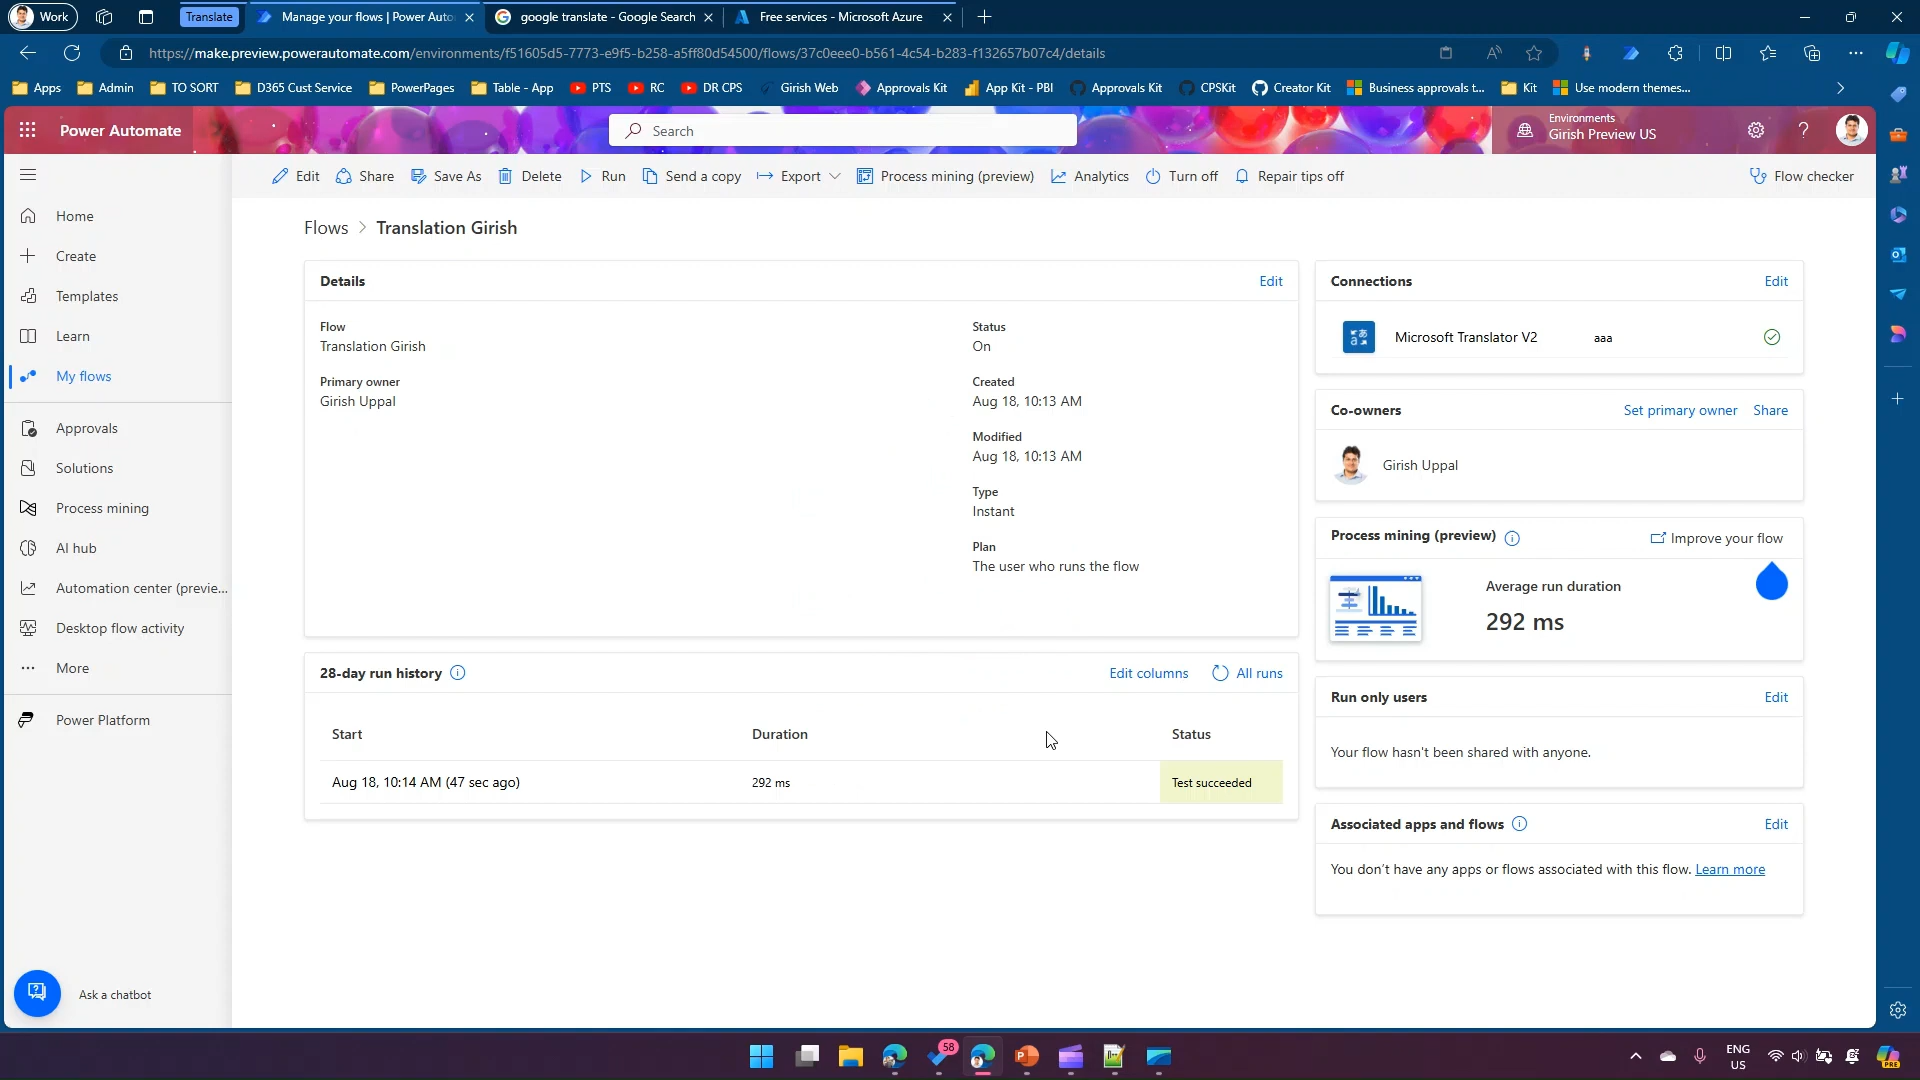 Work
Translate
Manage your flows | Power Auto
google translate - Google Search
Free services - Microsoft Azure
https://make.preview.powerautomate.com/environments/f51605d5-7773-e9f5-b258-a5ff80d54500/flows/37c0eee0-b561-4c54-b283-f132657b07c4/details
Apps
Admin
TO SORT
D365 Cust Service
PowerPages
Table - App
PTS
RC
DR CPS
Girish Web
Approvals Kit
App Kit - PBI
Approvals Kit
CPSKit
Creator Kit
Business approvals t...
Kit
Use modern themes...
Power Automate
Search
Environments
Girish Preview US
Edit
Share
Save As
Delete
Run
Send a copy
Export
Process mining (preview)
Analytics
Turn off
Repair tips off
Flow checker
Home
Create
Templates
Learn
My flows
Approvals
Solutions
Process mining
AI hub
Automation center (previe...
Desktop flow activity
More
Power Platform
Ask a chatbot
Flows > Translation Girish
Details
Edit
Flow
Translation Girish
Primary owner
Girish Uppal
Status
On
Created
Aug 18, 10:13 AM
Modified
Aug 18, 10:13 AM
Type
Instant
Plan
The user who runs the flow
28-day run history
Edit columns
All runs
Start
Duration
Status
Aug 18, 10:14 AM (47 sec ago)
292 ms
Test succeeded
Connections
Edit
Microsoft Translator V2
aaa
Co-owners
Set primary owner
Share
Girish Uppal
Process mining (preview)
Improve your flow
Average run duration
292 ms
Run only users
Edit
Your flow hasn't been shared with anyone.
Associated apps and flows
Edit
You don't have any apps or flows associated with this flow. Learn more
58
ENG
US
PRE